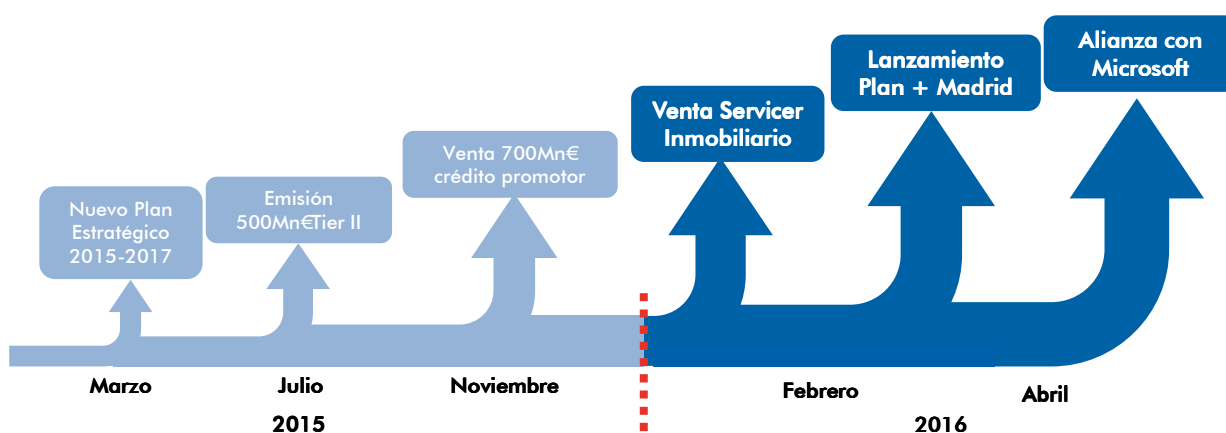 Nuevo Plan
Estratégico
2015-2017
Emisión
500Mn€Tier II
Venta 700Mn€
crédito promotor
Venta Servicer
Inmobiliario
Lanzamiento
Plan + Madrid
Alianza con
Microsoft
Marzo
Julio
Noviembre
Febrero
Abril
2015
2016